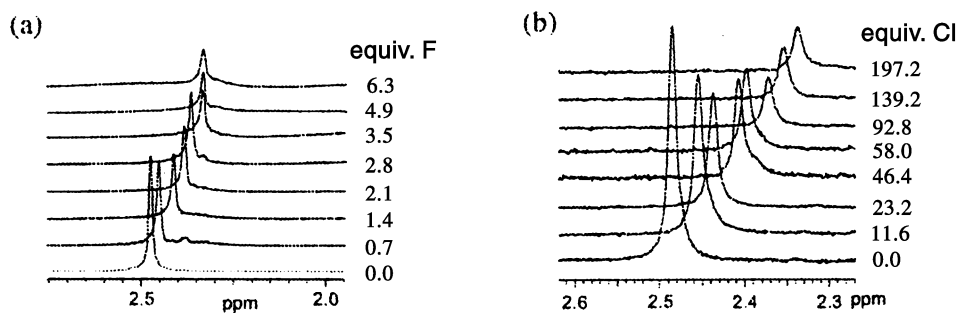 (a)
equiv. F
6.3
4.9
3.5
2.8
2.1
1.4
0.7
0.0
2.5 ppm 2.0
(b)
equiv. Cl
197.2
139.2
92.8
58.0
46.4
23.2
11.6
0.0
2.6 2.5 2.4 2.3 ppm